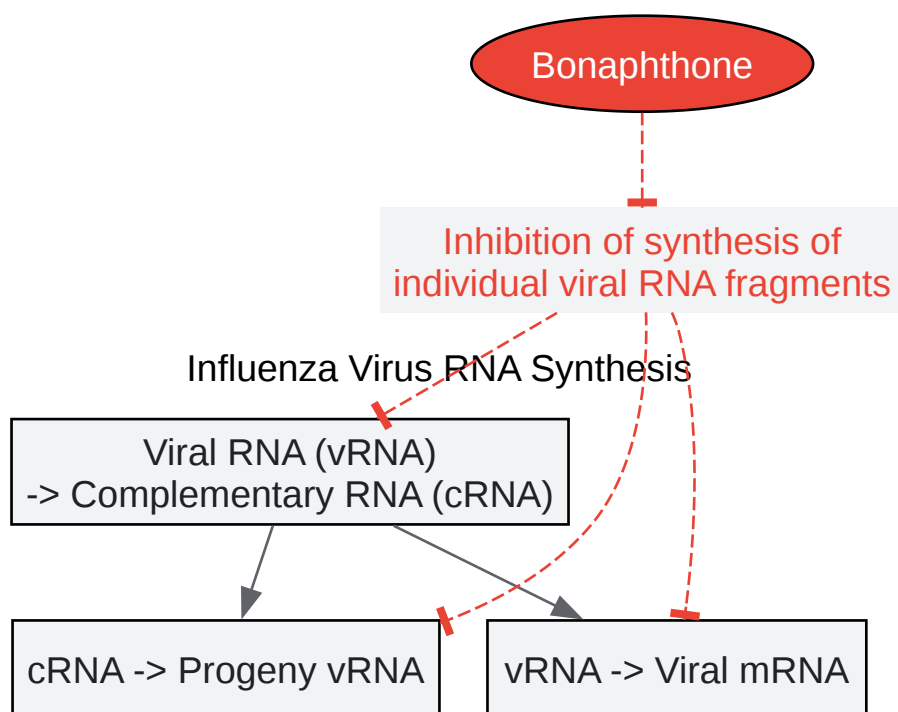 Bonaphthone
Inhibition of synthesis of
individual viral RNA fragments
Influenza Virus RNA Synthesis
Viral RNA (vRNA)
-> Complementary RNA (cRNA)
cRNA -> Progeny vRNA
vRNA -> Viral mRNA